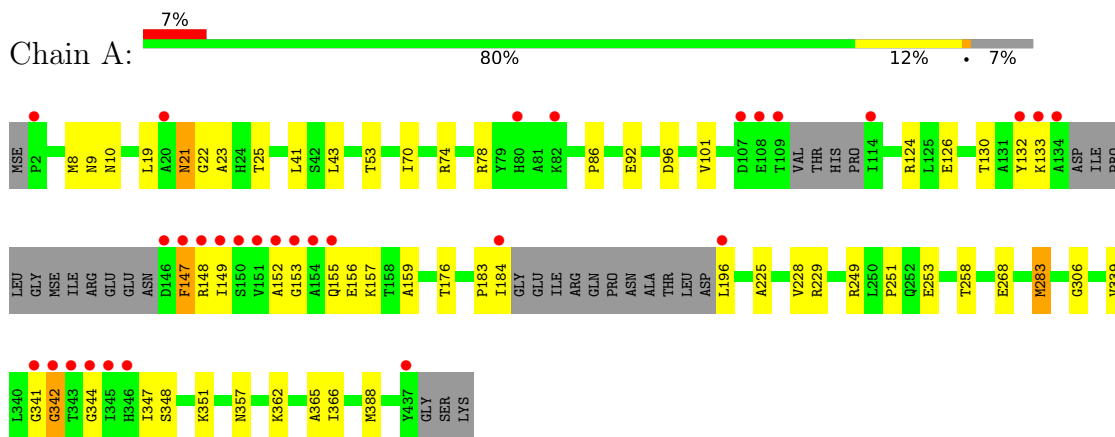 7%
Chain A:
80% 12% • 7%
MSE P2 M8 N9 N10 L19 A20 N21 G22 A23 H24 T25 L41 S42 L43 T53 I70 R74 R78 Y79 H80 A81 K82 P86 E92 D96 V101 D107 E108 T109 VAL THR HIS PRO I114 R124 L125 E126 T130 A131 Y132 K133 A134 ASP ILE PRO
LEU GLY MSE ILE ARG GLU GLU ASN D146 F147 R148 I149 S150 V151 A152 G153 A154 Q155 E156 K157 T158 A159 T176 P183 I184 GLY GLU ILE ARG GLN PRO ASN ALA THR LEU ASP L196 A225 V228 R229 R249 L250 P251 Q252 E253 T258 E268 M283 G306 V339
L340 G341 G342 T343 G344 I345 H346 I347 S348 K351 N357 K362 A365 I366 M388 Y437 GLY SER LYS